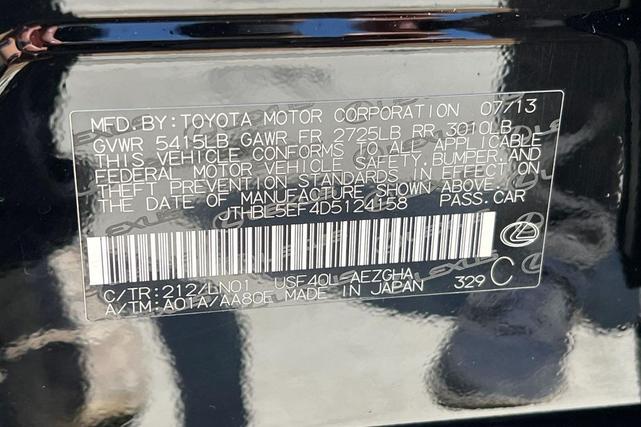 MFD. BY: TOYOTA MOTOR CORPORATION 07/13
GVWR 5415LB GAWR FR 2725LB RR 3010LB
THIS VEHICLE CONFORMS TO ALL APPLICABLE
FEDERAL MOTOR VEHICLE SAFETY, BUMPER, AND
THEFT PREVENTION STANDARDS IN EFFECT ON
THE DATE OF MANUFACTURE SHOWN ABOVE.
JTHBL5EF4D5124158 PASS. CAR
C/TR: 212/LN01 USF40L AEZGHA 329 C
A/TM: A01A/AA80E MADE IN JAPAN